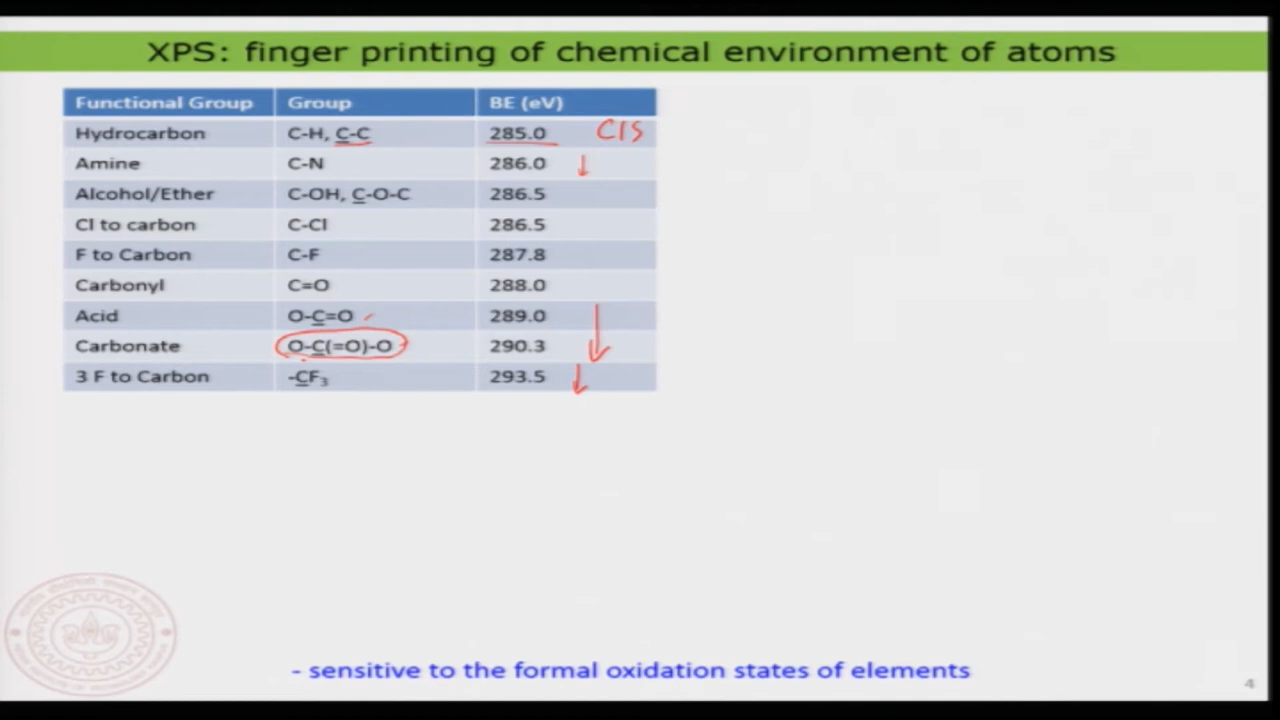 XPS: finger printing of chemical environment of atoms
Functional Group Group BE (eV)
Hydrocarbon C-H, C-C 285.0 C1S
Amine C-N 286.0
Alcohol/Ether C-OH, C-O-C 286.5
Cl to carbon C-Cl 286.5
F to Carbon C-F 287.8
Carbonyl C=O 288.0
Acid O-C=O 289.0
Carbonate O-C(=O)-O 290.3
3 F to Carbon -CF₃ 293.5
- sensitive to the formal oxidation states of elements
4